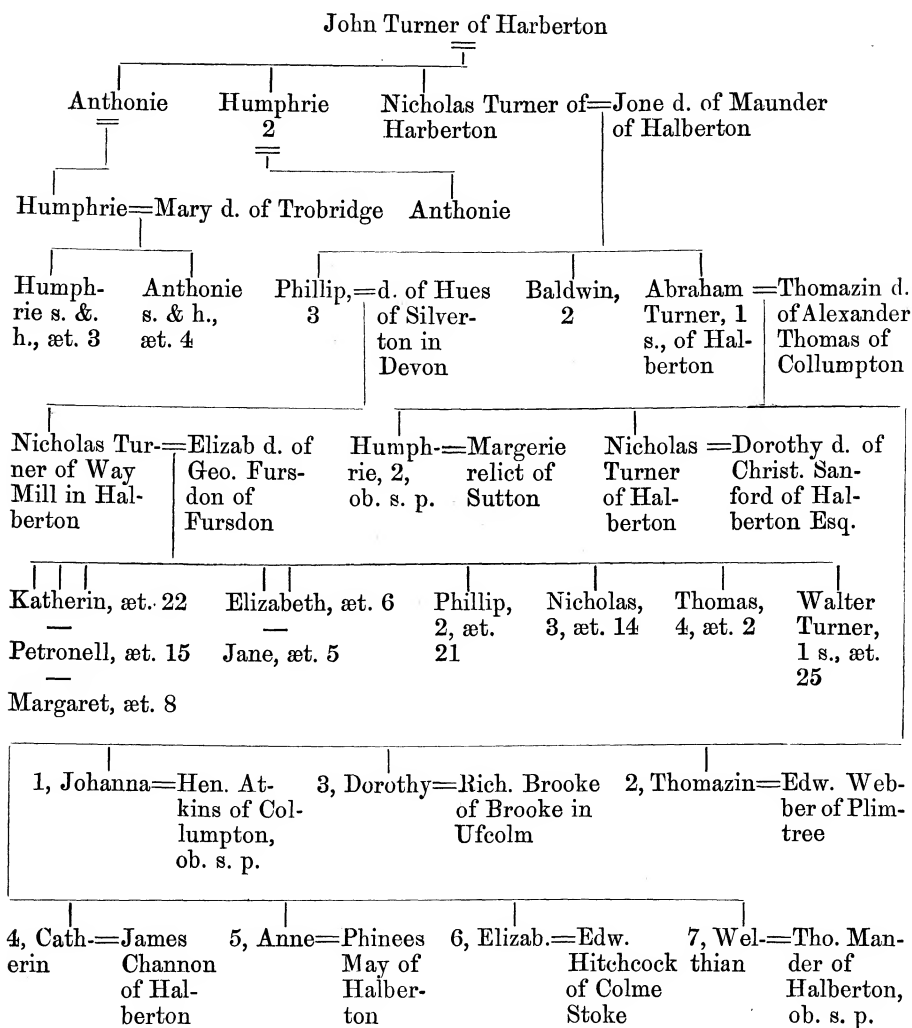 John Turner of Harberton
Anthonie
Humphrie
2
Nicholas Turner of=Jone d. of Maunder
Harberton
of Halberton
Humphrie=Mary d. of Trobridge
Anthonie
Humph-
rie s. &.
h., æt. 3
Anthonie
s. & h.,
æt. 4
Phillip,=d. of Hues
3
of Silver-
ton in
Devon
Baldwin,
2
Abraham
Turner, 1
s., of Hal-
berton
=Thomazin d.
of Alexander
Thomas of
Collumpton
Nicholas Tur-=Elizab d. of
ner of Way
Mill in Hal-
berton
Geo. Furs-
don of
Fursdon
Humph-=Margerie
rie, 2,
ob. s. p.
relict of
Sutton
Nicholas
Turner
of Hal-
berton
=Dorothy d. of
Christ. San-
ford of Hal-
berton Esq.
Katherin, æt. 22
—
Petronell, æt. 15
—
Margaret, æt. 8
Elizabeth, æt. 6
—
Jane, æt. 5
Phillip,
2, æt.
21
Nicholas,
3, æt. 14
Thomas,
4, æt. 2
Walter
Turner,
1 s., æt.
25
1, Johanna=Hen. At-
kins of Col-
lumpton,
ob. s. p.
3, Dorothy=Rich. Brooke
of Brooke in
Ufcolm
2, Thomazin=Edw. Web-
ber of Plim-
tree
4, Cath-=James
erin
Channon
of Hal-
berton
5, Anne=Phinees
May of
Halber-
ton
6, Elizab.=Edw.
Hitchcock
of Colme
Stoke
7, Wel-=Tho. Man-
thian
der of
Halberton,
ob. s. p.